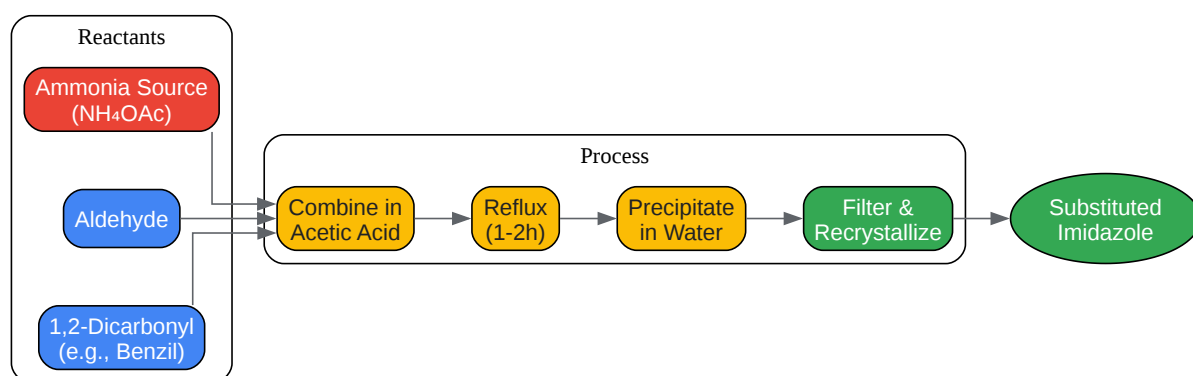 Reactants
Ammonia Source
(NH₄OAc)
Aldehyde
1,2-Dicarbonyl
(e.g., Benzil)
Process
Combine in
Acetic Acid
Reflux
(1-2h)
Precipitate
in Water
Filter &
Recrystallize
Substituted
Imidazole